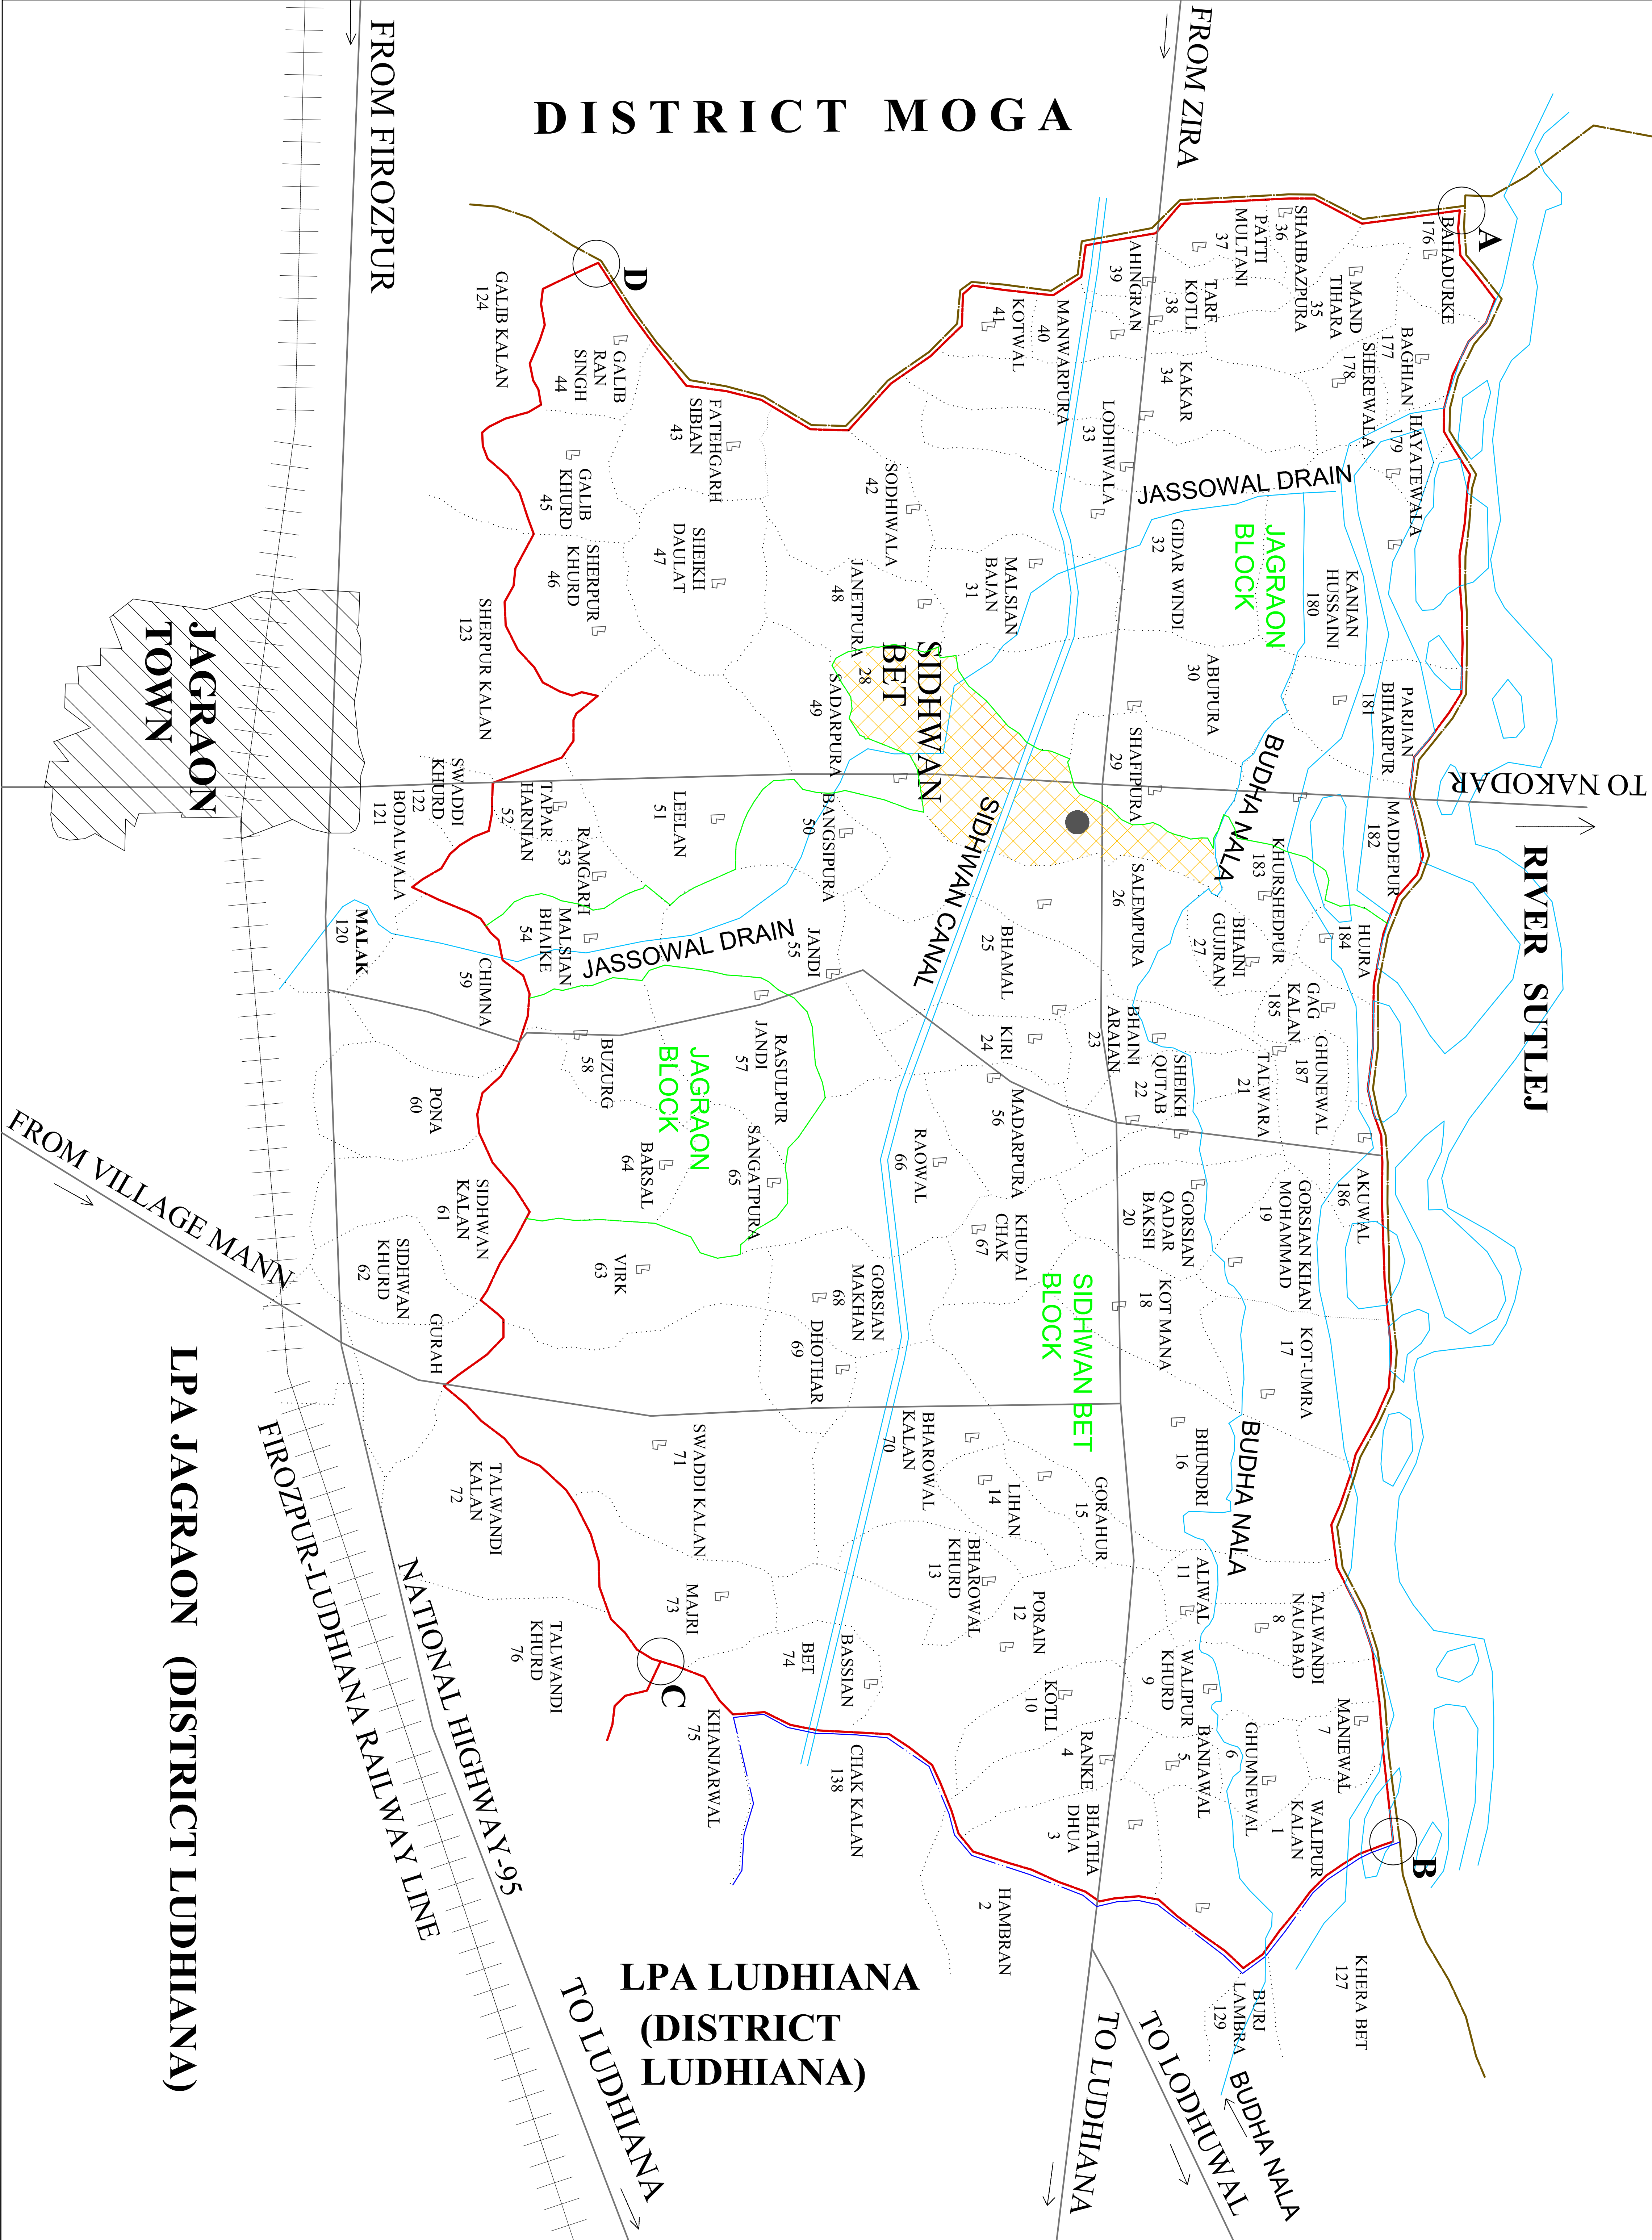 DISTRICT MOGA
FROM FIROZPUR
FROM ZIRA
A
BAHADURKE
176
BAGHIAN
177
SHEREWALA
178
HAYATEWALA
179
MAND
TIHARA
35
SHAHBAZPURA
36
PATTI
MULTANI
37
TARF
KOTLI
38
AHINGRAN
39
MANWARPURA
40
KOTWAL
41
KAKAR
34
LODHIWALA
33
JASSOWAL DRAIN
GIDAR WINDI
32
JAGRAON
BLOCK
KANIAN
HUSSAINI
180
PARJIAN
BIHARIPUR
181
MADDEPUR
182
TO NAKODAR
RIVER SUTLEJ
D
GALIB KALAN
124
GALIB
RAN
SINGH
44
FATEHGARH
SIBIAN
43
SODHIWALA
42
MALSIAN
BAJAN
31
GALIB
KHURD
45
SHERPUR
KHURD
46
SHEIKH
DAULAT
47
JANETPURA
48
28
SIDHWAN
BET
ABUPURA
30
SHAFIPURA
29
BUDHA NALA
SHERPUR KALAN
123
JAGRAON
TOWN
SADARPURA
49
SWADDI
KHURD
122
BODALWALA
121
TAPAR
HARNIAN
52
RAMGARH
53
LEELAN
51
BANGSIPURA
50
SIDHWAN CANAL
SALEMPURA
26
KHURSHEDPUR
183
HUJRA
184
BHAINI
GUJRAN
27
MALAK
120
MALSIAN
BHAIKE
54
JASSOWAL DRAIN
JANDI
55
BHAMAL
25
CHIMNA
59
GAG
KALAN
185
GHUNEWAL
187
TALWARA
21
SHEIKH
QUTAB
22
BHAINI
ARAIAN
23
KIRI
24
MADARPURA
56
RASULPUR
JANDI
57
BUZURG
58
JAGRAON
BLOCK
PONA
60
BARSAL
64
SANGATPURA
65
RAOWAL
66
AKUWAL
186
GORSIAN KHAN
MOHAMMAD
19
GORSIAN
QADAR
BAKSH
20
KHUDAI
CHAK
67
SIDHWAN
KALAN
61
FROM VILLAGE MANN
SIDHWAN
KHURD
62
VIRK
63
GORSIAN
MAKHAN
68
SIDHWAN BET
BLOCK
KOT MANA
18
KOT-UMRA
17
GURAH
DHOTHAR
69
BHAROWAL
KALAN
70
BHUNDRI
16
BUDHA NALA
LPA JAGRAON (DISTRICT LUDHIANA)
FIROZPUR-LUDHIANA RAILWAY LINE
NATIONAL HIGHWAY-95
TALWANDI
KALAN
72
SWADDI KALAN
71
LIHAN
14
GORAHUR
15
BHAROWAL
KHURD
13
PORAIN
12
ALIWAL
11
TALWANDI
NAUABAD
8
TALWANDI
KHURD
76
MAJRI
73
C
BASSIAN
BET
74
KOTLI
10
WALIPUR
KHURD
9
MANIEWAL
7
KHANJARWAL
75
CHAK KALAN
138
RANKE
4
BANIAWAL
5
GHUMNEWAL
6
WALIPUR
KALAN
1
B
BHATHA
DHUA
3
HAMBRAN
2
KHERA BET
127
BURJ
LAMBRA
129
LPA LUDHIANA
(DISTRICT
LUDHIANA)
TO LUDHIANA
TO LUDHIANA
TO LODHUWAL
BUDHA NALA